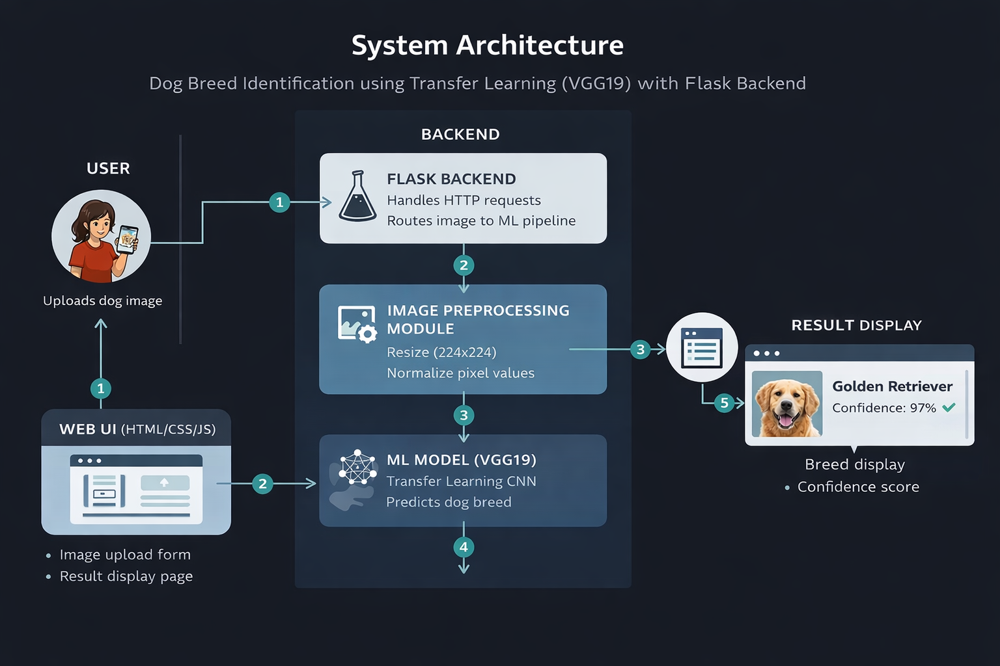 System Architecture
Dog Breed Identification using Transfer Learning (VGG19) with Flask Backend
BACKEND
USER
Uploads dog image
1
1
FLASK BACKEND
Handles HTTP requests
Routes image to ML pipeline
2
IMAGE PREPROCESSING
MODULE
Resize (224x224)
Normalize pixel values
3
3
WEB UI (HTML/CSS/JS)
2
• Image upload form
• Result display page
ML MODEL (VGG19)
Transfer Learning CNN
Predicts dog breed
4
5
RESULT DISPLAY
Golden Retriever
Confidence: 97%
Breed display
• Confidence score